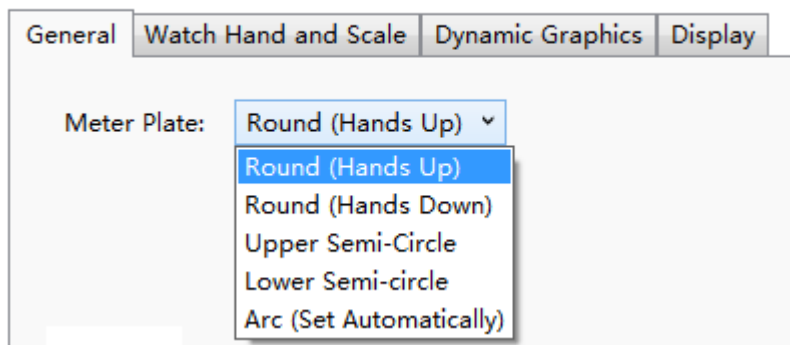 General Watch Hand and Scale Dynamic Graphics Display
Meter Plate: Round (Hands Up)
Round (Hands Up)
Round (Hands Down)
Upper Semi-Circle
Lower Semi-circle
Arc (Set Automatically)